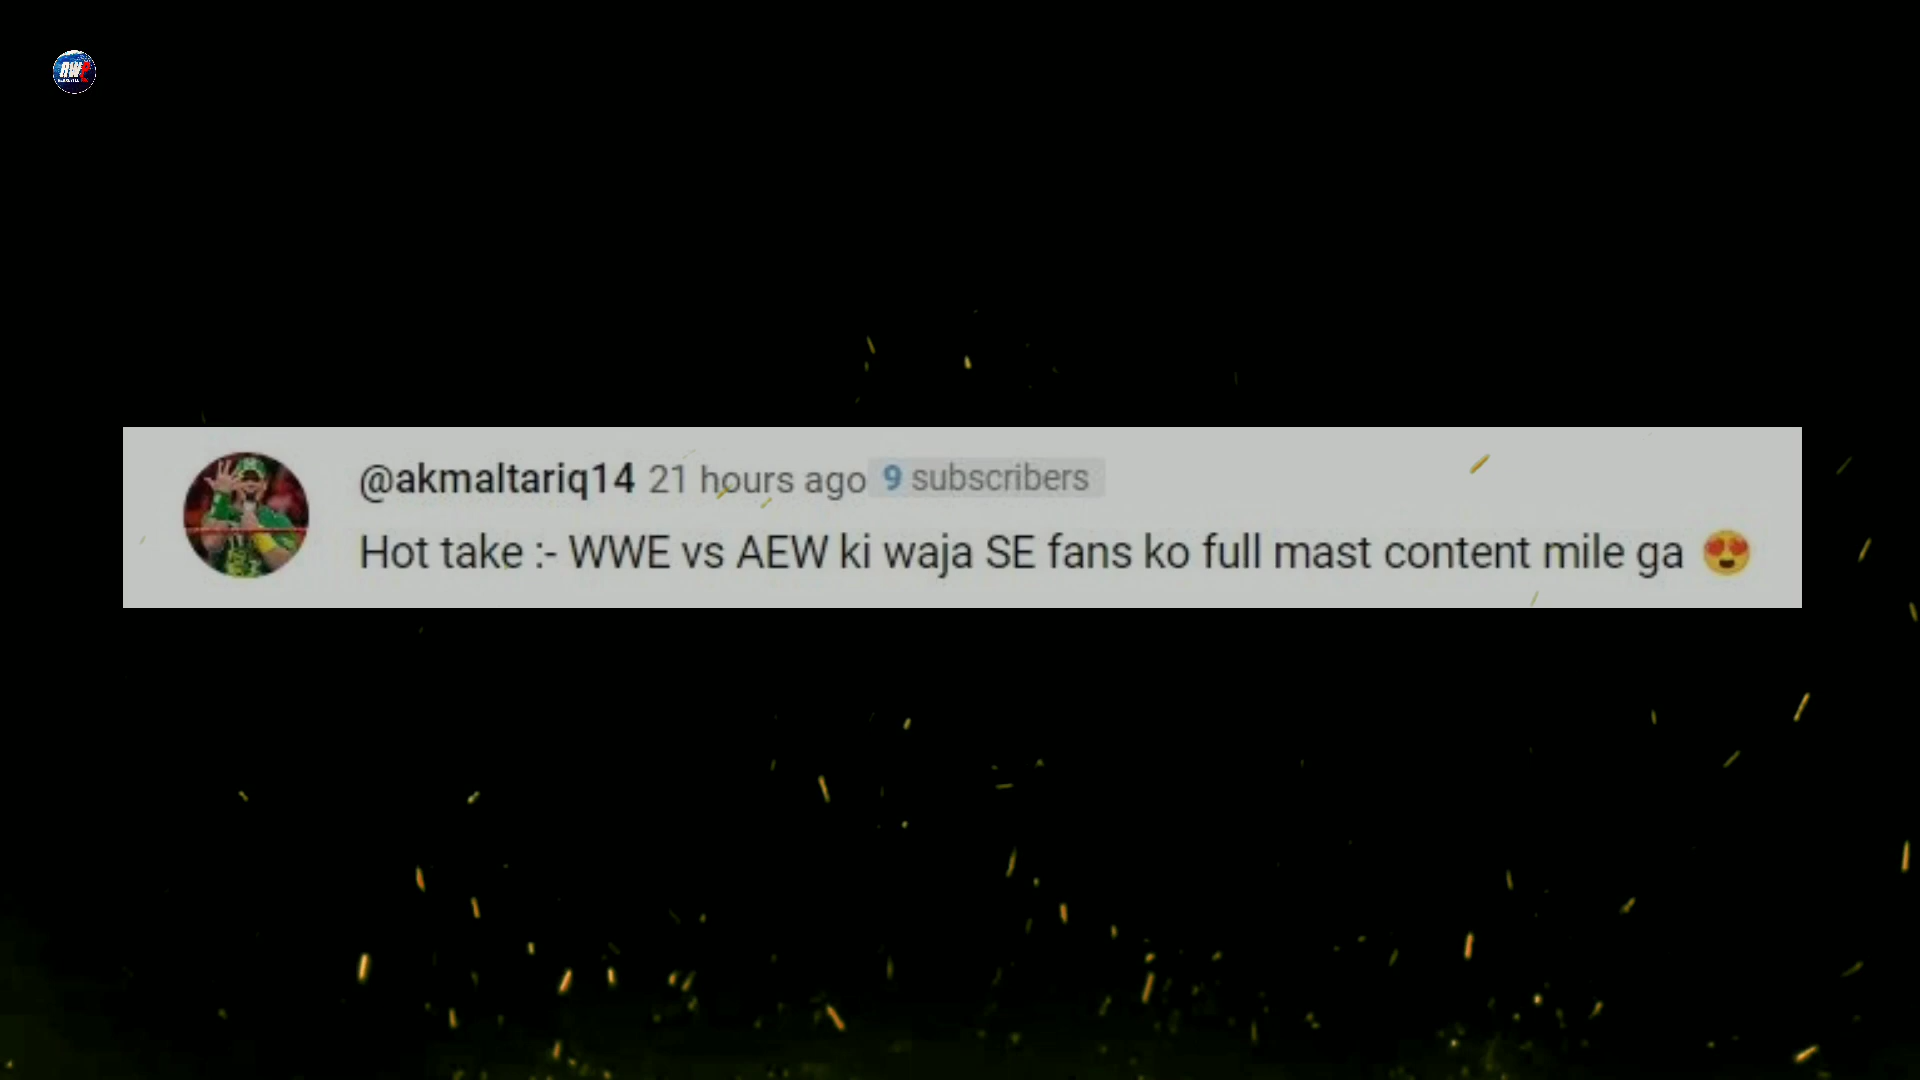 @akmaltariq14 21 hours ago 9 subscribers
Hot take :- WWE vs AEW ki waja SE fans ko full mast content mile ga 😍